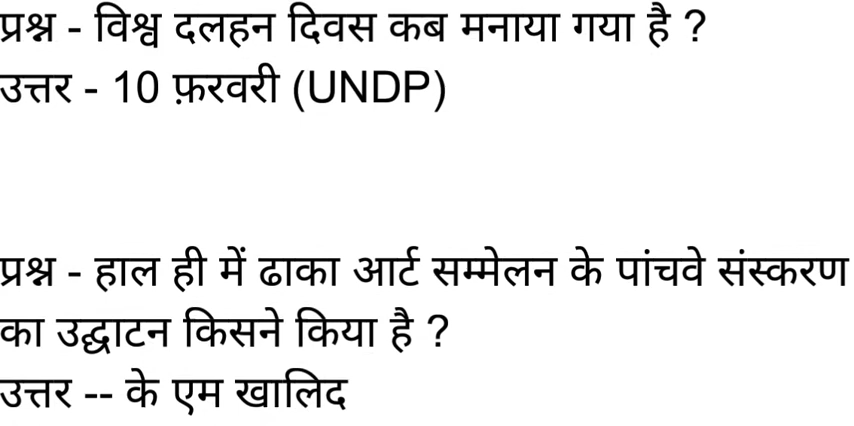 प्रश्न - विश्व दलहन दिवस कब मनाया गया है ?
उत्तर - 10 फ़रवरी (UNDP)
प्रश्न - हाल ही में ढाका आर्ट सम्मेलन के पांचवे संस्करण
का उद्घाटन किसने किया है ?
उत्तर -- के एम खालिद